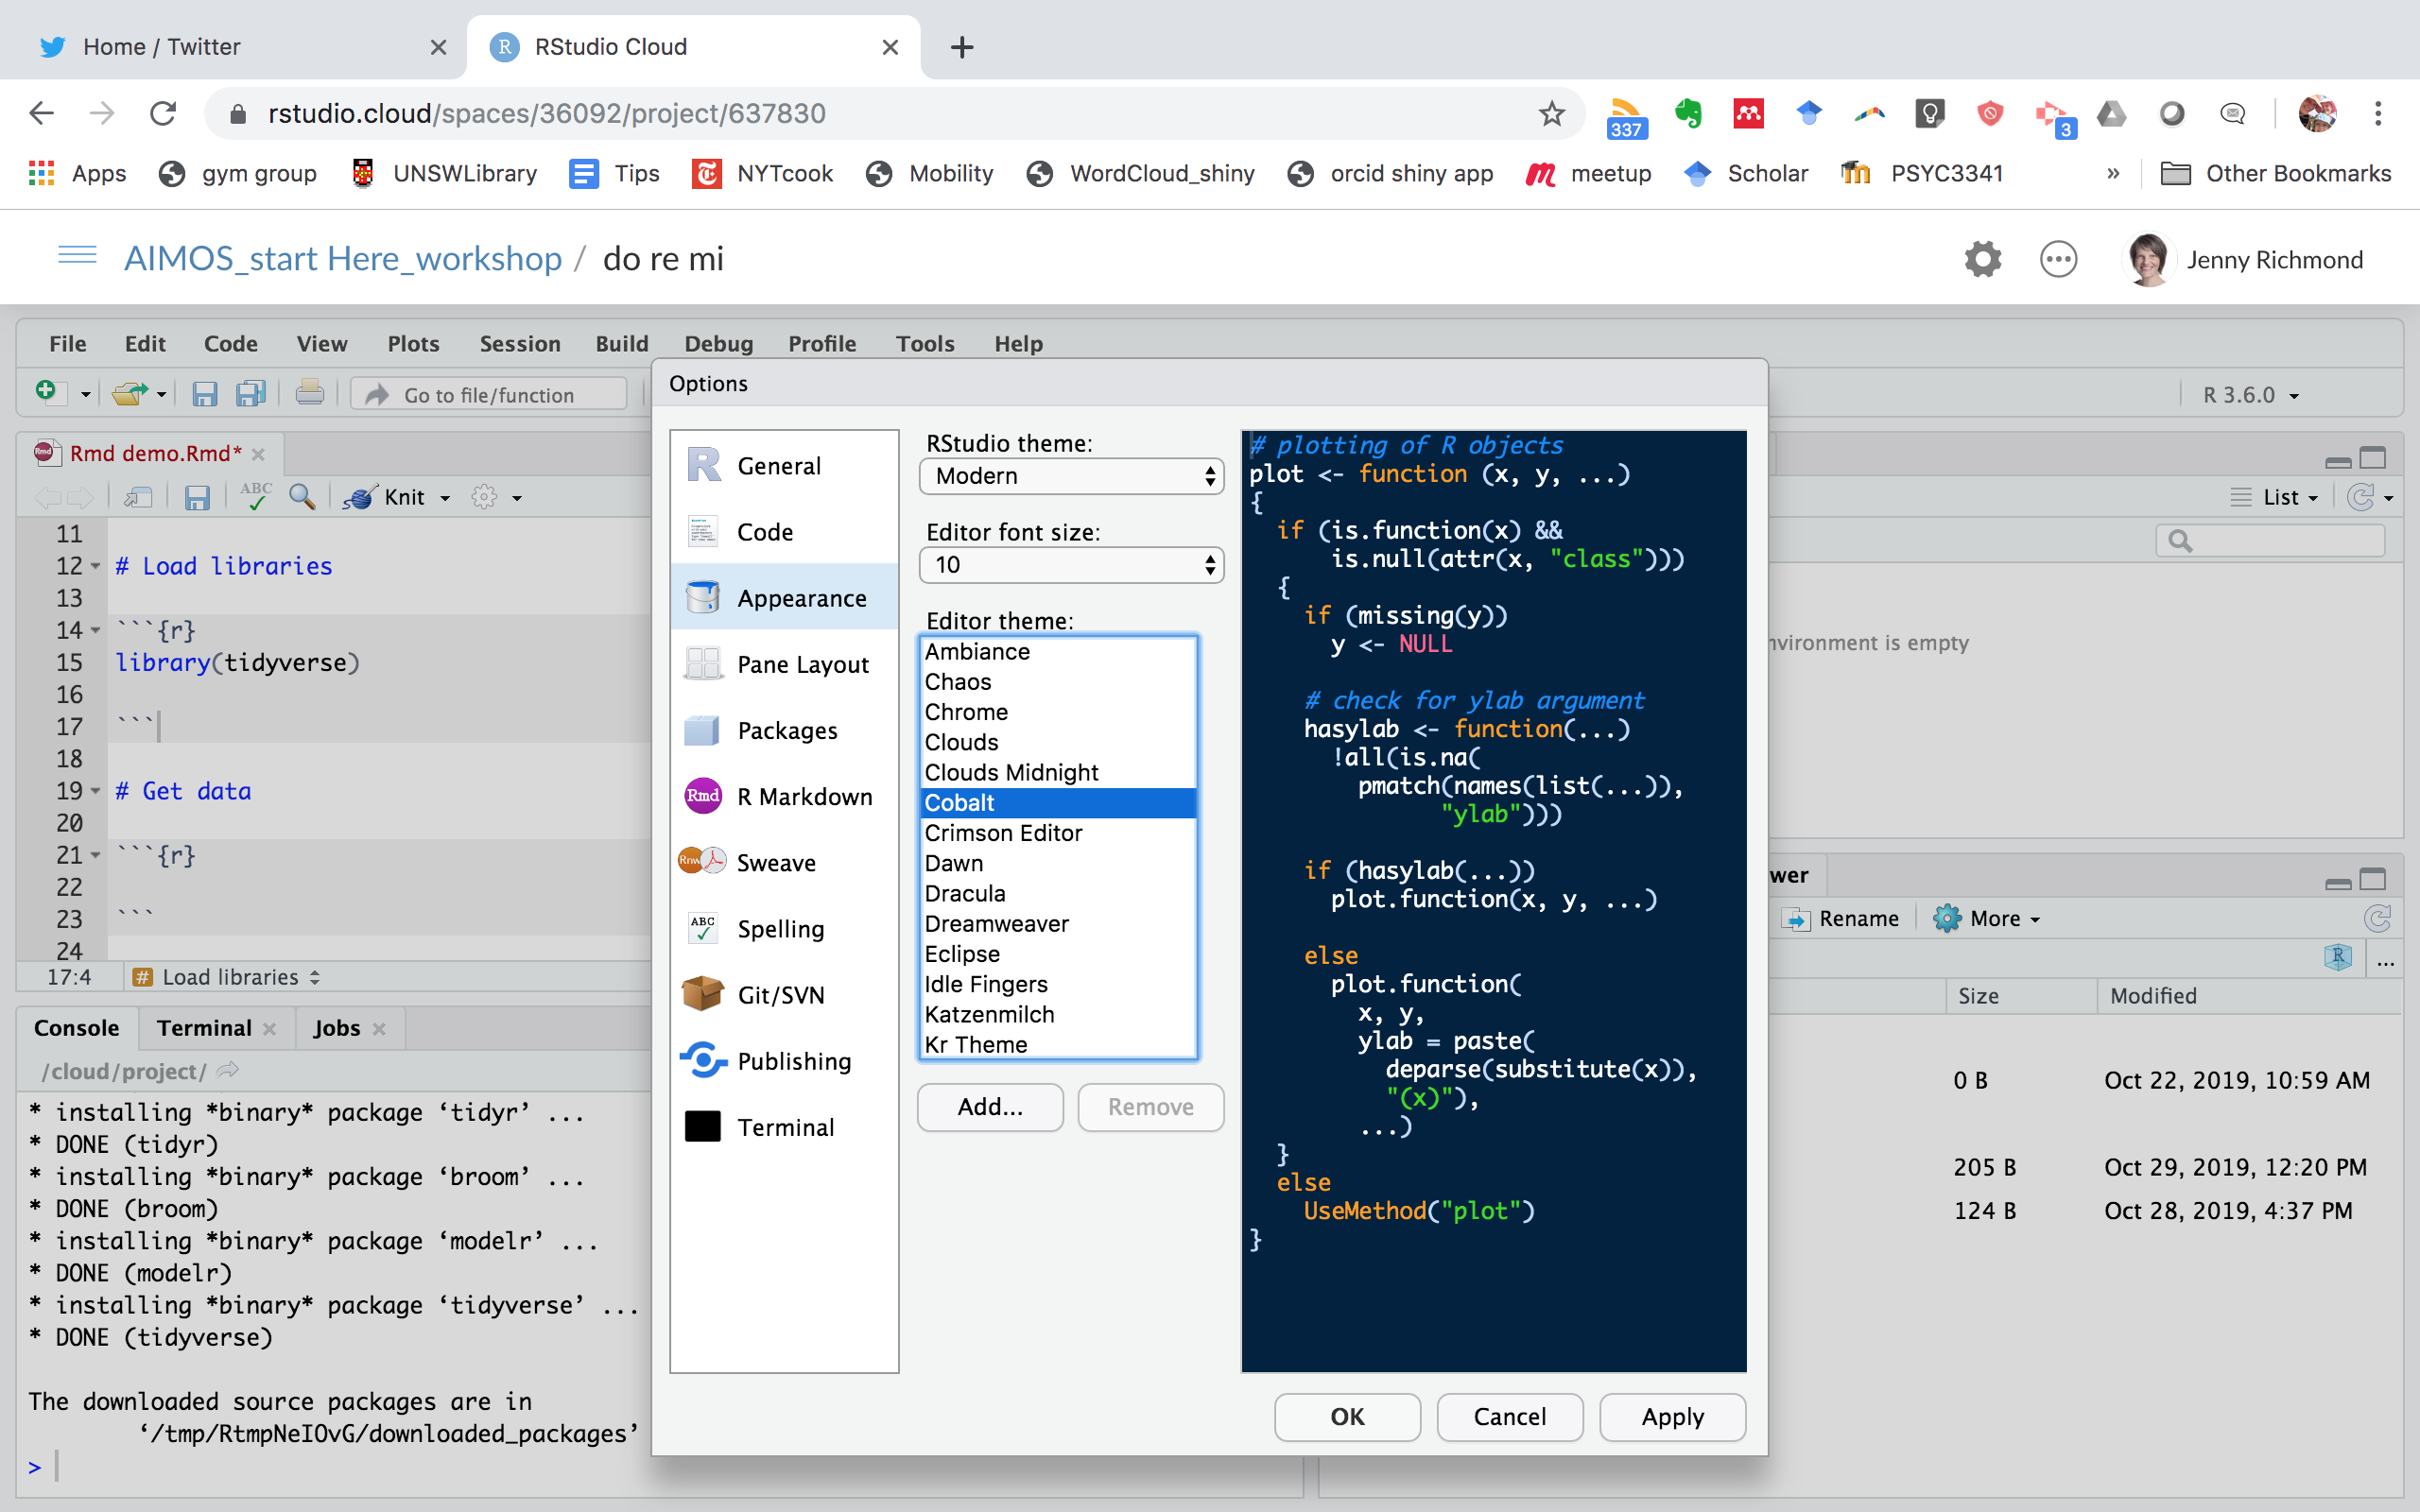 Home / Twitter
RStudio Cloud
rstudio.cloud/spaces/36092/project/637830
337
3
Apps
gym group
UNSWLibrary
Tips
NYTcook
Mobility
WordCloud_shiny
orcid shiny app
meetup
Scholar
PSYC3341
»
Other Bookmarks
AIMOS_start Here_workshop / do re mi
Jenny Richmond
File Edit Code View Plots Session Build Debug Profile Tools Help
Go to file/function
R 3.6.0
Rmd demo.Rmd*
ABC
Knit
11
12 # Load libraries
13
14 ```{r}
15 library(tidyverse)
16
17 ```
18
19 # Get data
20
21 ```{r}
22
23 ```
24
17:4
# Load libraries
Console
Terminal
Jobs
/cloud/project/
* installing *binary* package ‘tidyr’ ...
* DONE (tidyr)
* installing *binary* package ‘broom’ ...
* DONE (broom)
* installing *binary* package ‘modelr’ ...
* DONE (modelr)
* installing *binary* package ‘tidyverse’ ...
* DONE (tidyverse)
The downloaded source packages are in
‘/tmp/RtmpNeIOvG/downloaded_packages’
>
Options
General
Code
Appearance
Pane Layout
Packages
Rmd
R Markdown
Rnw
Sweave
ABC
Spelling
Git/SVN
Publishing
Terminal
RStudio theme:
Modern
Editor font size:
10
Editor theme:
Ambiance
Chaos
Chrome
Clouds
Clouds Midnight
Cobalt
Crimson Editor
Dawn
Dracula
Dreamweaver
Eclipse
Idle Fingers
Katzenmilch
Kr Theme
Add...
Remove
# plotting of R objects
plot <- function (x, y, ...)
{
if (is.function(x) &&
is.null(attr(x, "class")))
{
if (missing(y))
y <- NULL
# check for ylab argument
hasylab <- function(...)
!all(is.na(
pmatch(names(list(...)),
"ylab")))
if (hasylab(...))
plot.function(x, y, ...)
else
plot.function(
x, y,
ylab = paste(
deparse(substitute(x)),
"(x)"),
...)
}
else
UseMethod("plot")
}
OK
Cancel
Apply
List
nvironment is empty
wer
Rename
More
...
Size
Modified
0 B Oct 22, 2019, 10:59 AM
205 B Oct 29, 2019, 12:20 PM
124 B Oct 28, 2019, 4:37 PM